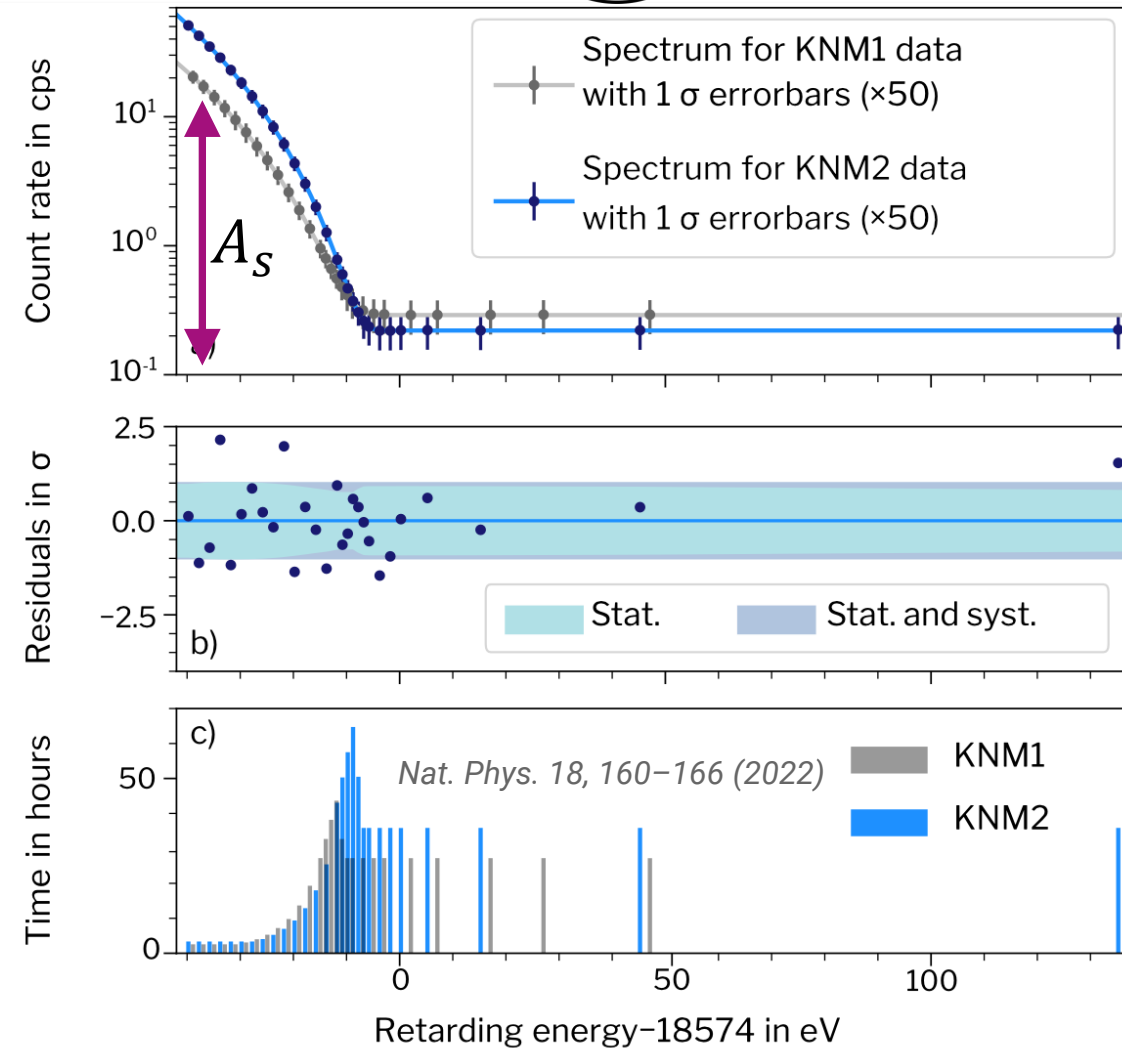 Count rate in cps
10¹
10⁰
10⁻¹
Aₛ
Spectrum for KNM1 data
with 1 σ errorbars (×50)
Spectrum for KNM2 data
with 1 σ errorbars (×50)
Residuals in σ
2.5
0.0
−2.5
b)
Stat.
Stat. and syst.
Time in hours
50
0
c)
Nat. Phys. 18, 160–166 (2022)
KNM1
KNM2
0
50
100
Retarding energy−18574 in eV